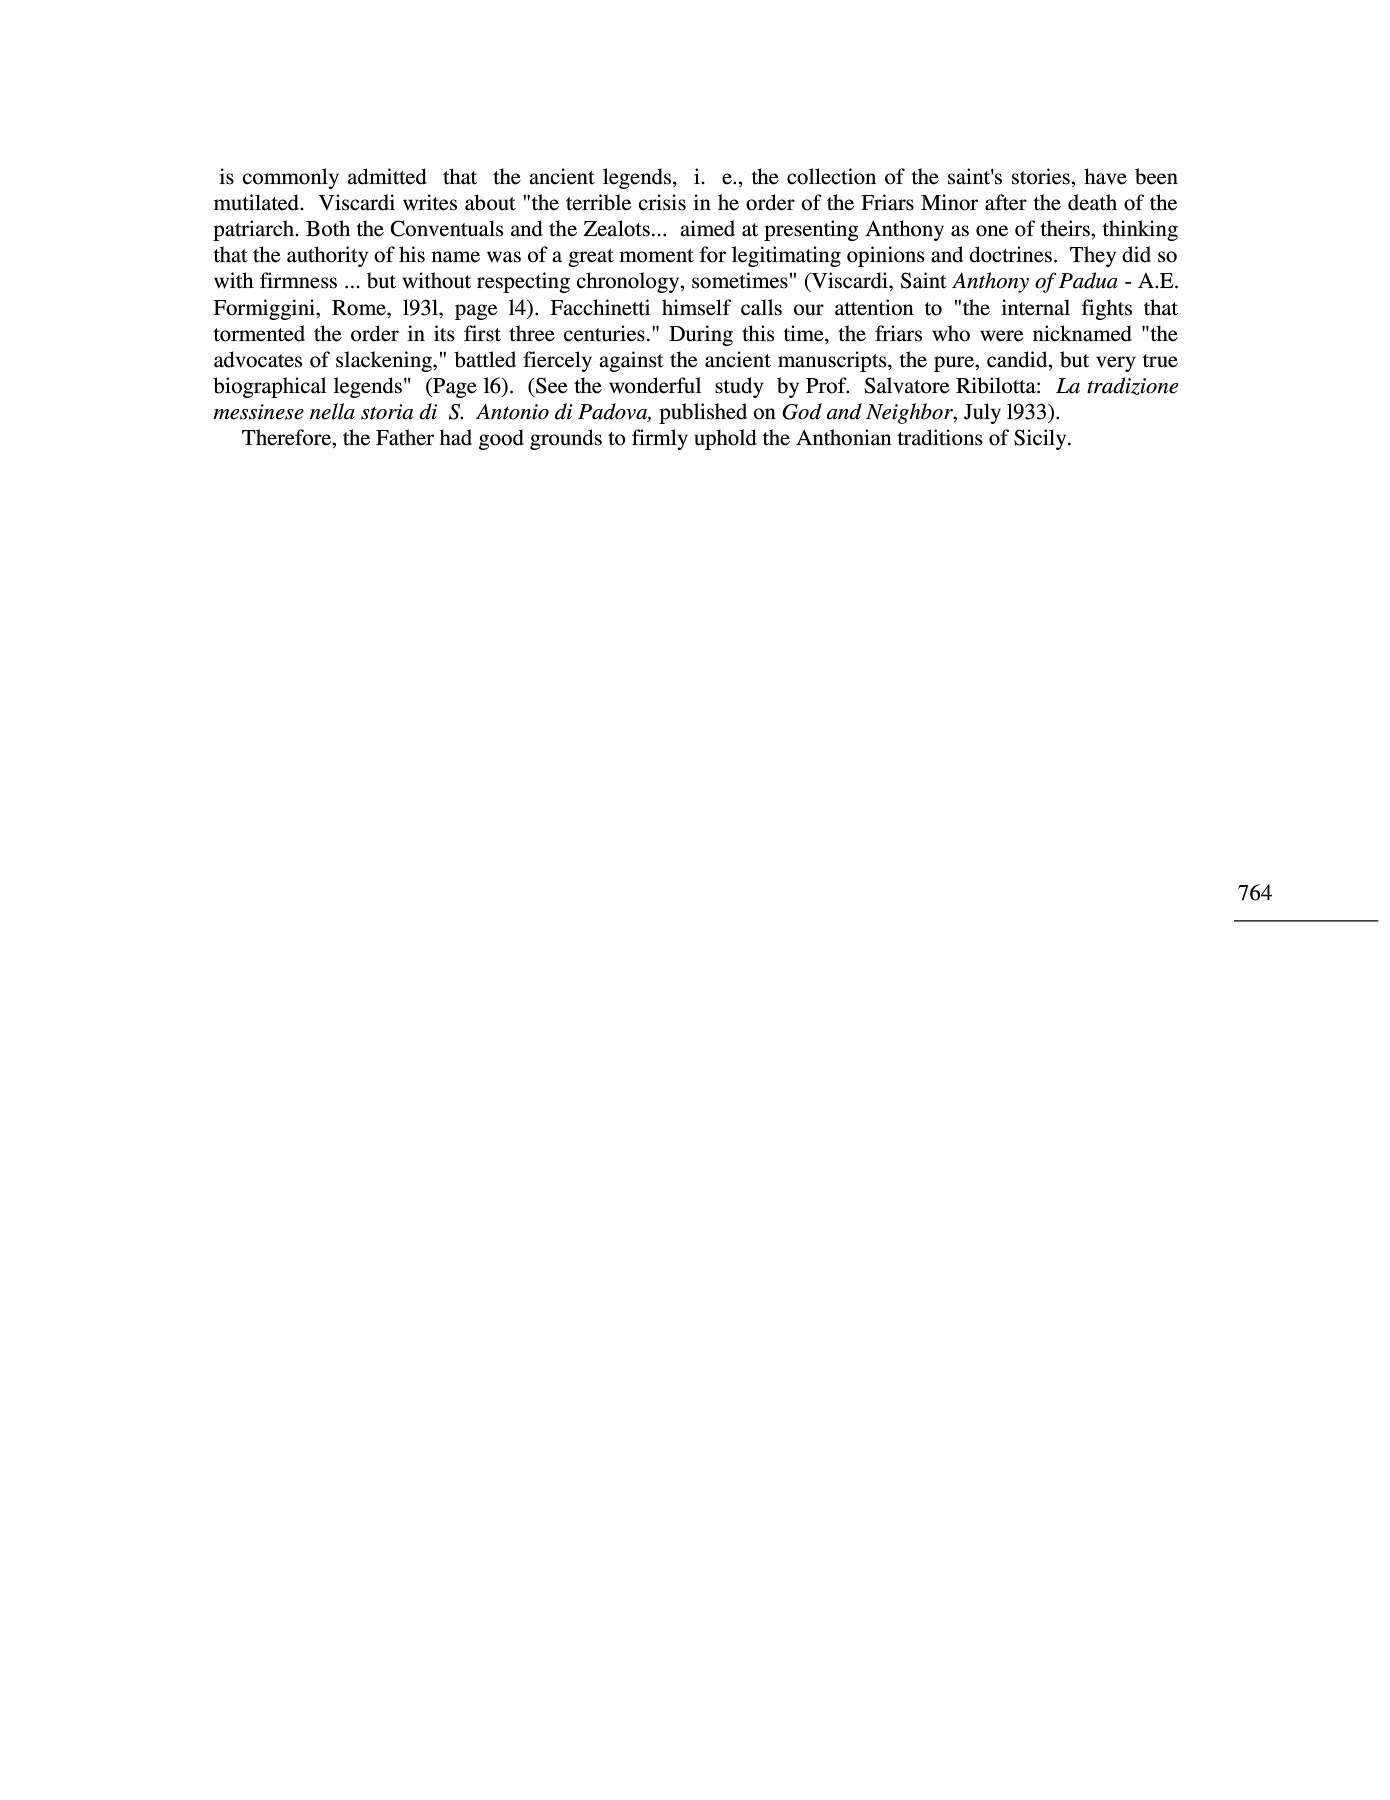 is commonly admitted that the ancient legends, i. e., the collection of the saint's stories, have been
mutilated. Viscardi writes about "the terrible crisis in he order of the Friars Minor after the death of the
patriarch. Both the Conventuals and the Zealots... aimed at presenting Anthony as one of theirs, thinking
that the authority of his name was of a great moment for legitimating opinions and doctrines. They did so
with firmness ... but without respecting chronology, sometimes" (Viscardi, Saint Anthony of Padua - A.E.
Formiggini, Rome, l93l, page l4). Facchinetti himself calls our attention to "the internal fights that
tormented the order in its first three centuries." During this time, the friars who were nicknamed "the
advocates of slackening," battled fiercely against the ancient manuscripts, the pure, candid, but very true
biographical legends" (Page l6). (See the wonderful study by Prof. Salvatore Ribilotta: La tradizione
messinese nella storia di S. Antonio di Padova, published on God and Neighbor, July l933).
Therefore, the Father had good grounds to firmly uphold the Anthonian traditions of Sicily.
764